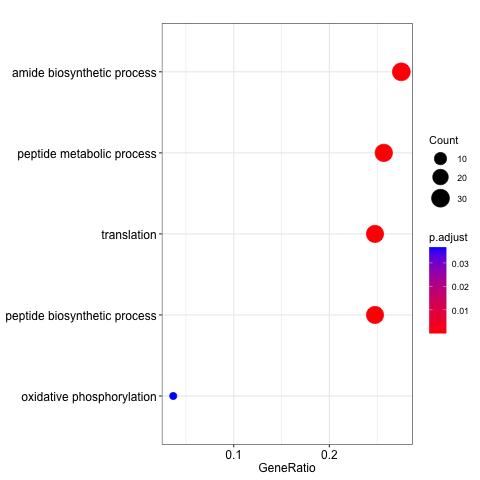 amide biosynthetic process
peptide metabolic process
translation
peptide biosynthetic process
oxidative phosphorylation
0.1
0.2
GeneRatio
Count
10
20
30
p.adjust
0.03
0.02
0.01